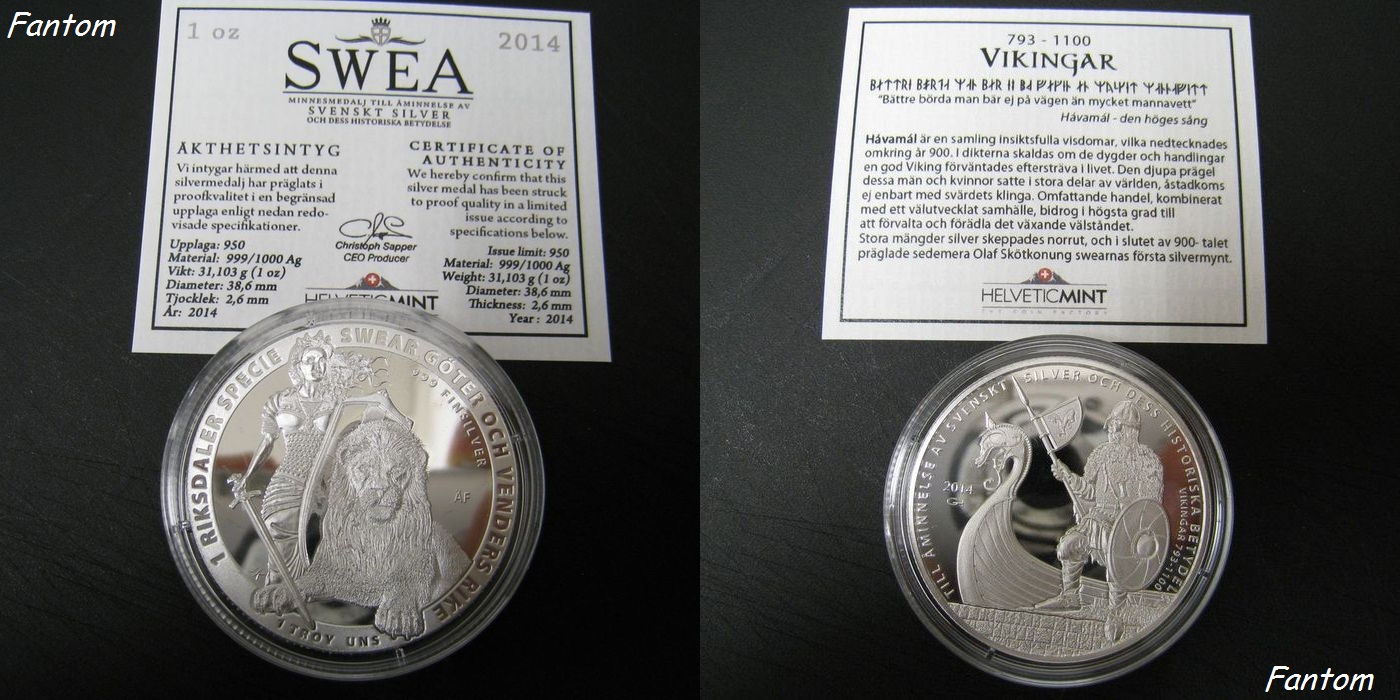 Fantom
1 oz
2014
SWEA
MINNESMEDALJ TILL ÅMINNELSE AV
SVENSKT SILVER
OCH DESS HISTORISKA BETYDELSE
ÄKTHETSINTYG
Vi intygar härmed att denna
silvermedalj har präglats i
proofkvalitet i en begränsad
upplaga enligt nedan redo-
visade specifikationer.
Upplaga: 950
Material: 999/1000 Ag
Vikt: 31,103 g (1 oz)
Diameter: 38,6 mm
Tjocklek: 2,6 mm
År: 2014
CERTIFICATE OF
AUTHENTICITY
We hereby confirm that this
silver medal has been struck
to proof quality in a limited
issue according to
specifications below.
Issue limit: 950
Material: 999/1000 Ag
Weight: 31,103 g (1 oz)
Diameter: 38,6 mm
Thickness: 2,6 mm
Year: 2014
Christoph Sapper
CEO Producer
HELVETICMINT
1 RIKSDALER SPECIE
SWEAR GÖTER OCH VENDERS RIKE
999 FINSILVER
ÅF
1 TROY UNS
793 - 1100
VIKINGAR
"Bättre börda man bär ej på vägen än mycket mannavett"
Hávamál - den höges sång
Hávamál är en samling insiktsfulla visdomar, vilka nedtecknades
omkring år 900. I dikterna skaldas om de dygder och handlingar
en god Viking förväntades eftersträva i livet. Den djupa prägel
dessa män och kvinnor satte i stora delar av världen, åstadkoms
ej enbart med svärdets klinga. Omfattande handel, kombinerat
med ett välutvecklat samhälle, bidrog i högsta grad till
att förvalta och förädla det växande välståndet.
Stora mängder silver skeppades norrut, och i slutet av 900- talet
präglade sedemera Olaf Skötkonung swearnas första silvermynt.
HELVETICMINT
THE COIN FACTORY
TILL ÅMINNELSE AV SVENSKT SILVER OCH DESS HISTORISKA BETYDEL
VIKINGAR 793-1100
2014
Fantom